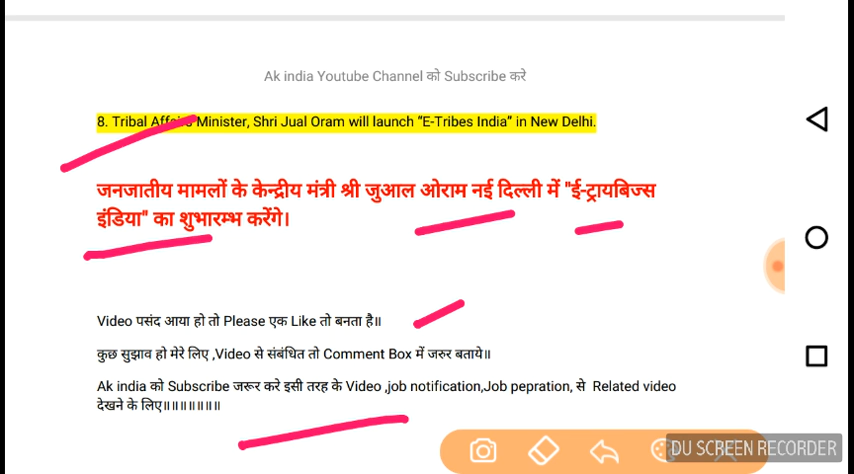 Ak india Youtube Channel को Subscribe करे
8. Tribal Affairs Minister, Shri Jual Oram will launch “E-Tribes India” in New Delhi.
जनजातीय मामलों के केन्द्रीय मंत्री श्री जुआल ओराम नई दिल्ली में "ई-ट्रायबिज्स
इंडिया" का शुभारम्भ करेंगे।
Video पसंद आया हो तो Please एक Like तो बनता है॥
कुछ सुझाव हो मेरे लिए ,Video से संबंधित तो Comment Box में जरुर बताये॥
Ak india को Subscribe जरूर करे इसी तरह के Video ,job notification,Job pepration, से Related video
देखने के लिए॥॥॥॥॥॥॥
DU SCREEN RECORDER